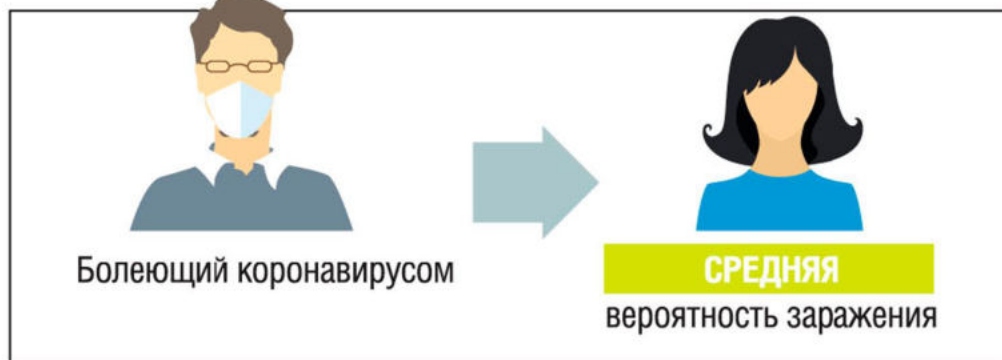 Болеющий коронавирусом
СРЕДНЯЯ
вероятность заражения